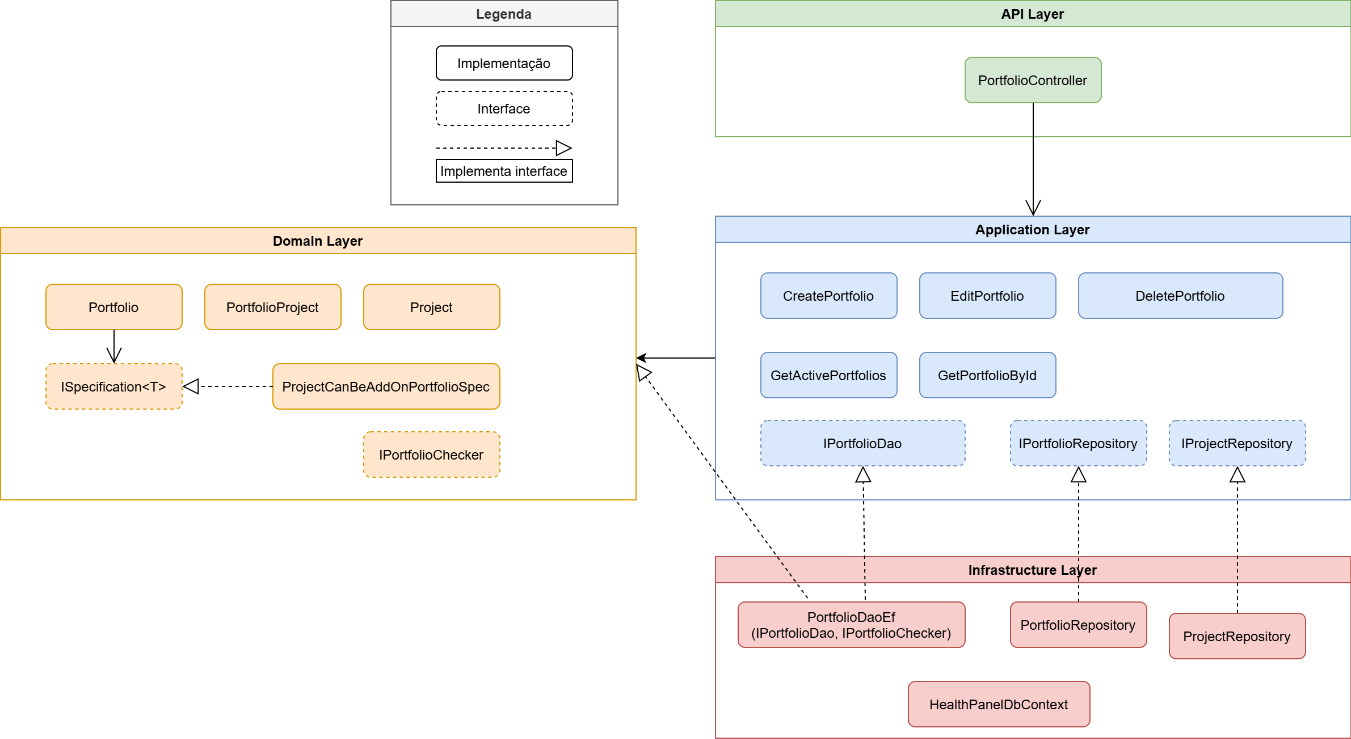 Legenda
Implementação
Interface
Implementa interface
API Layer
PortfolioController
Domain Layer
Portfolio
PortfolioProject
Project
ISpecification<T>
ProjectCanBeAddOnPortfolioSpec
IPortfolioChecker
Application Layer
CreatePortfolio
EditPortfolio
DeletePortfolio
GetActivePortfolios
GetPortfolioById
IPortfolioDao
IPortfolioRepository
IProjectRepository
Infrastructure Layer
PortfolioDaoEf
(IPortfolioDao, IPortfolioChecker)
PortfolioRepository
ProjectRepository
HealthPanelDbContext